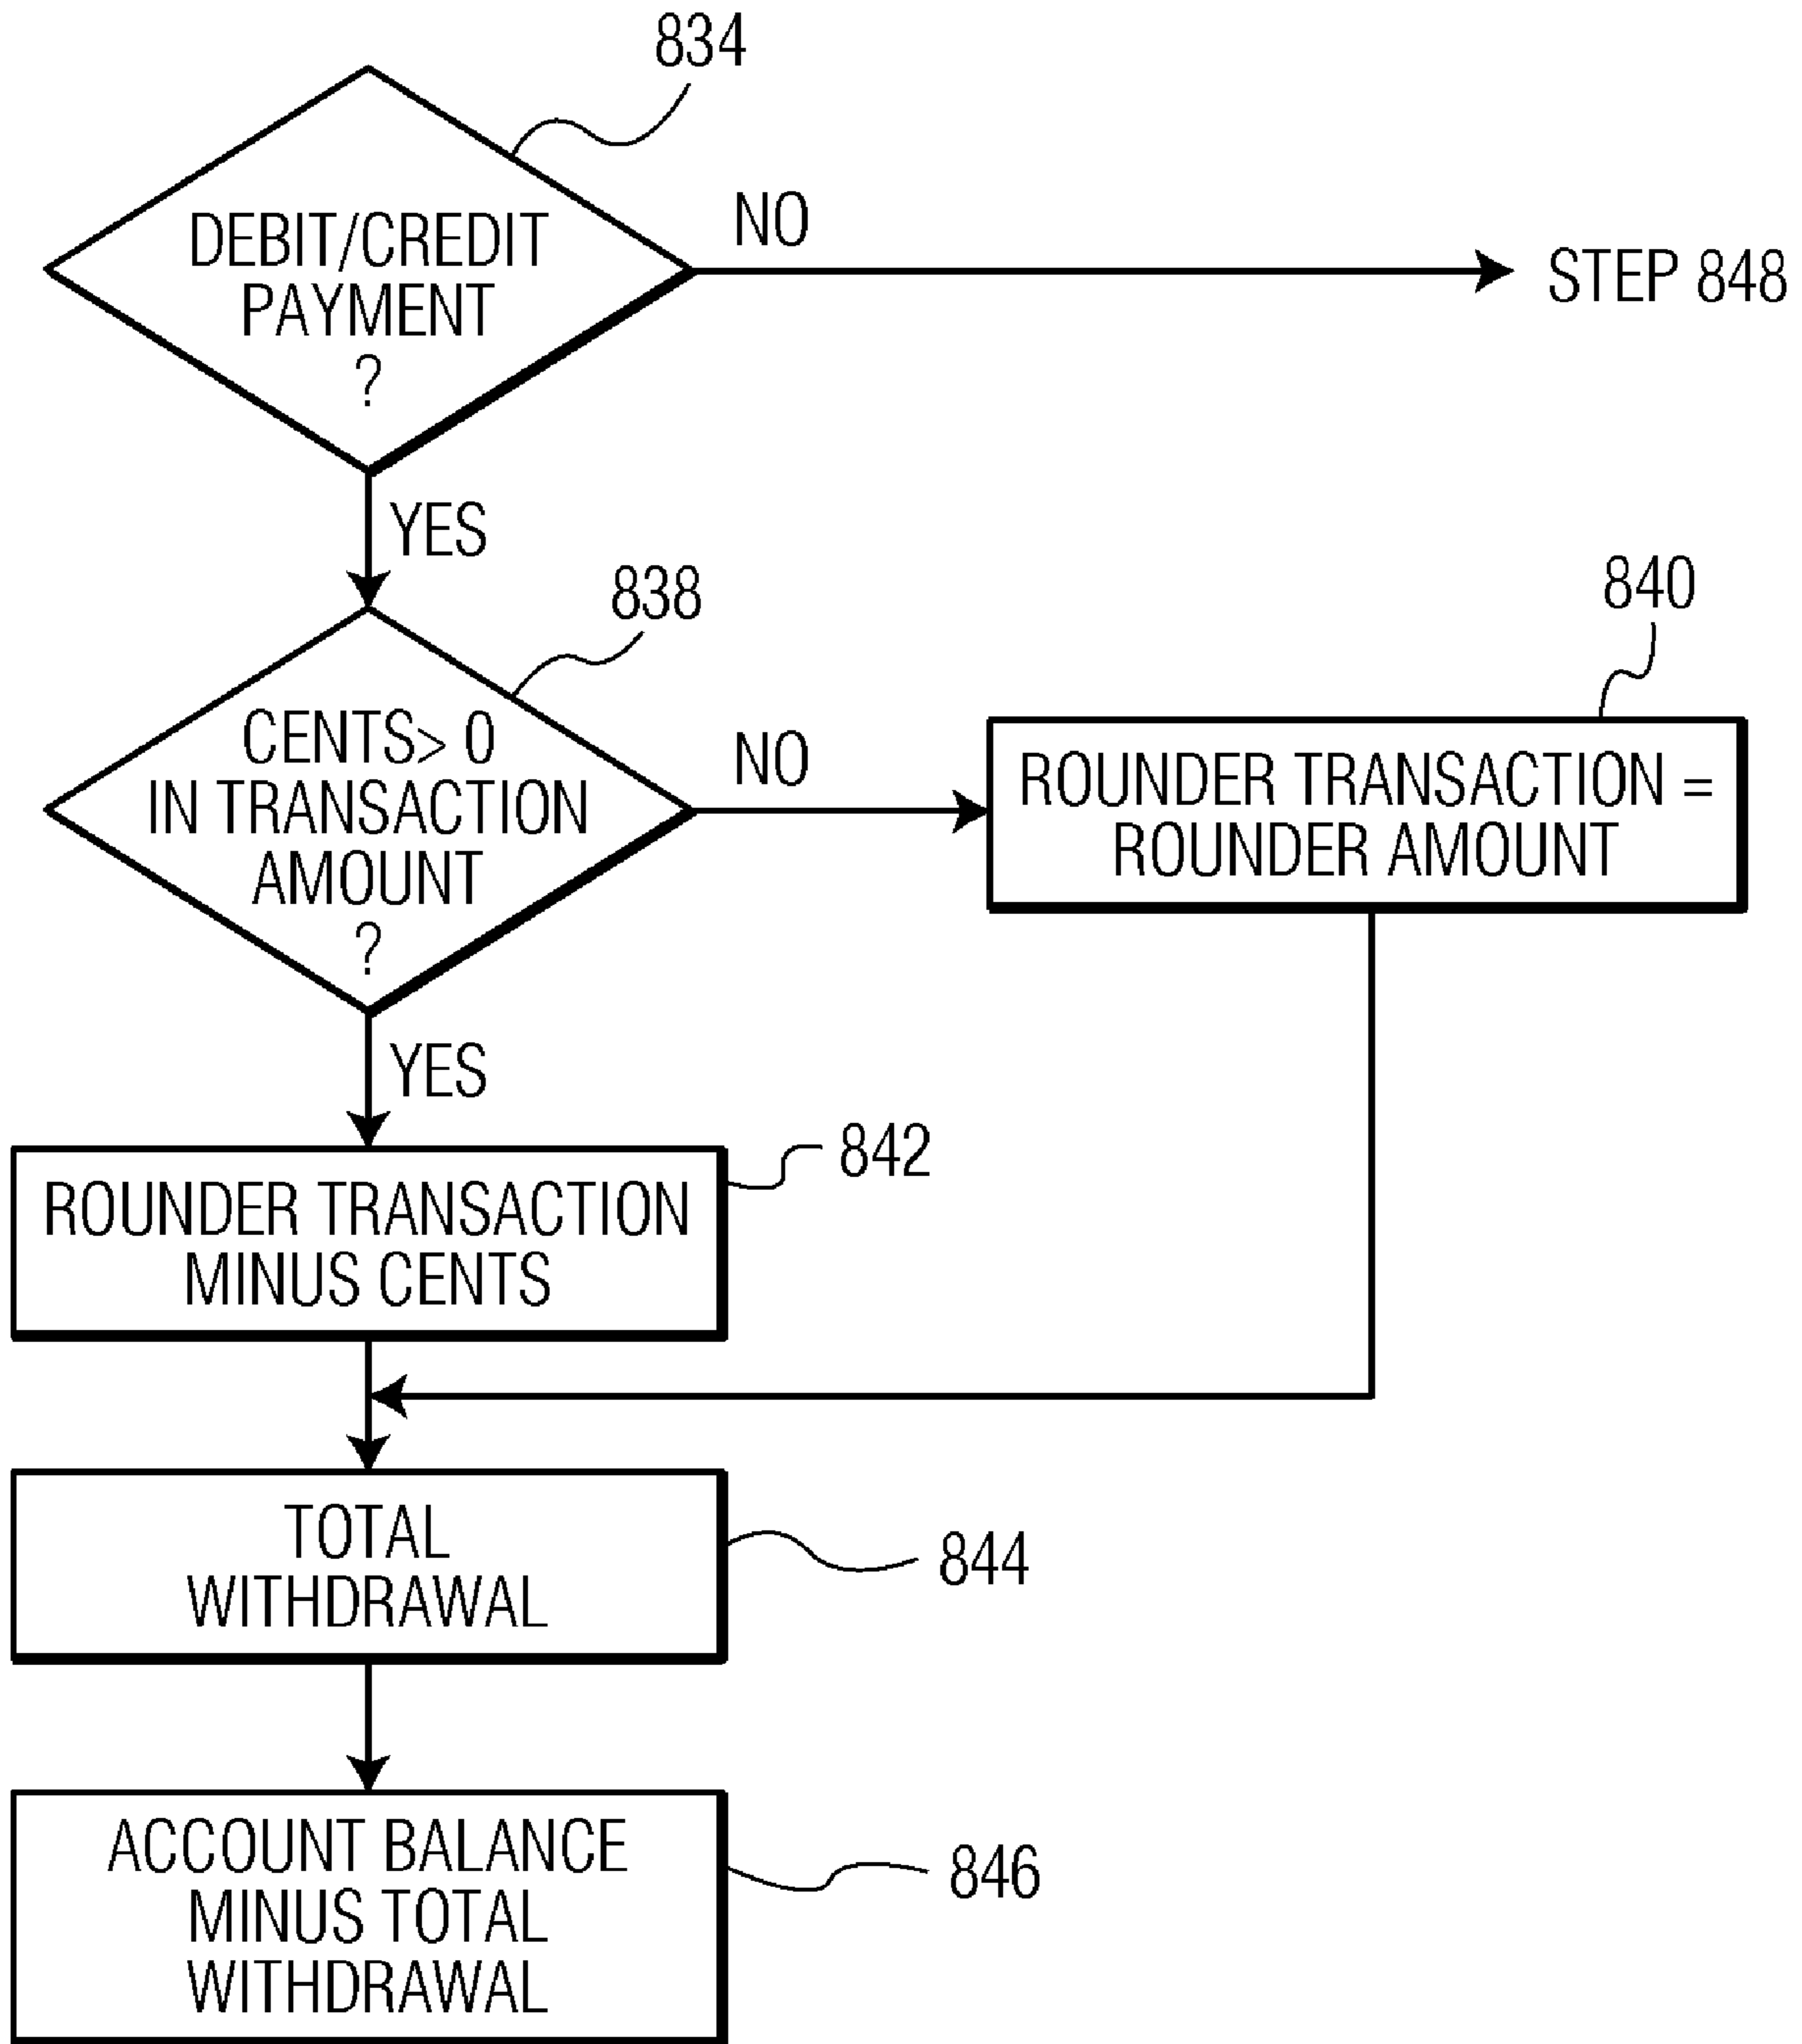 834
DEBIT/CREDIT
PAYMENT
?
NO
STEP 848
YES
838
CENTS> 0
IN TRANSACTION
AMOUNT
?
NO
840
ROUNDER TRANSACTION =
ROUNDER AMOUNT
YES
842
ROUNDER TRANSACTION
MINUS CENTS
TOTAL
WITHDRAWAL
844
ACCOUNT BALANCE
MINUS TOTAL
WITHDRAWAL
846